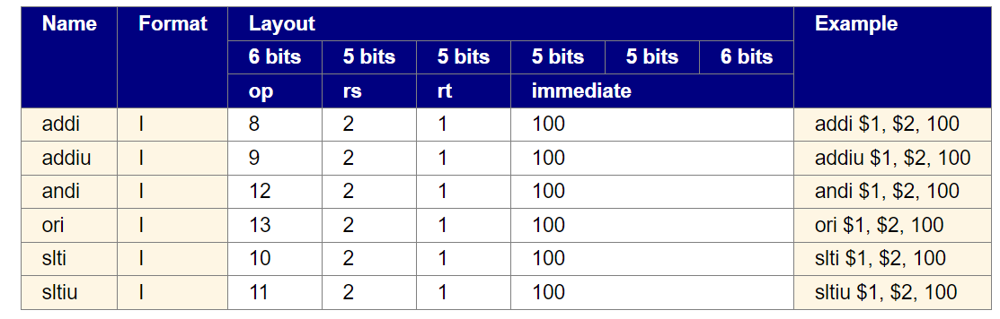 Name Format Layout Example
6 bits 5 bits 5 bits 5 bits 5 bits 6 bits
op rs rt immediate
addi I 8 2 1 100 addi $1, $2, 100
addiu I 9 2 1 100 addiu $1, $2, 100
andi I 12 2 1 100 andi $1, $2, 100
ori I 13 2 1 100 ori $1, $2, 100
slti I 10 2 1 100 slti $1, $2, 100
sltiu I 11 2 1 100 sltiu $1, $2, 100